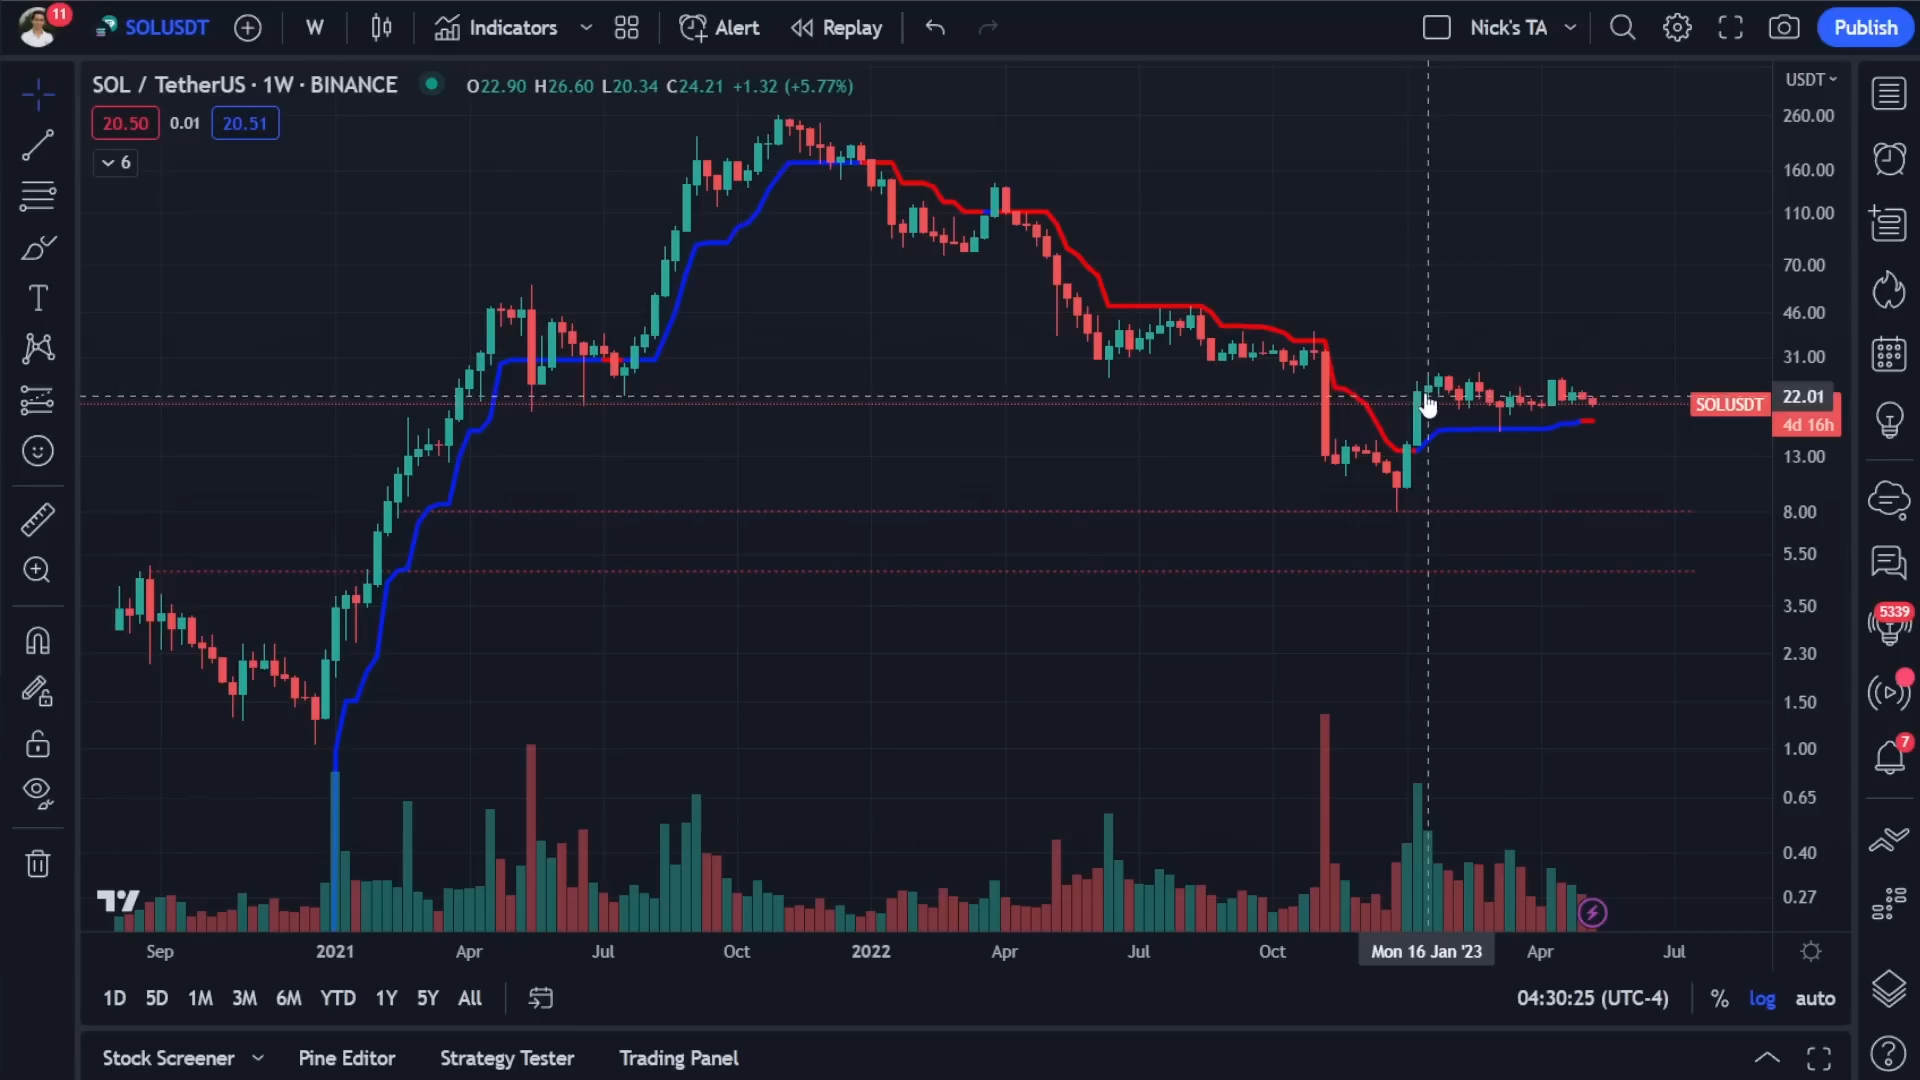 11
SOLUSDT
W
Indicators
Alert
Replay
Nick's TA
Publish
SOL / TetherUS · 1W · BINANCE
O22.90 H26.60 L20.34 C24.21 +1.32 (+5.77%)
20.50
0.01
20.51
6
USDT
260.00
160.00
110.00
70.00
46.00
31.00
22.01
SOLUSDT
4d 16h
13.00
8.00
5.50
3.50
2.30
1.50
1.00
0.65
0.40
0.27
5339
7
Sep
2021
Apr
Jul
Oct
2022
Apr
Jul
Oct
Mon 16 Jan '23
Apr
Jul
1D 5D 1M 3M 6M YTD 1Y 5Y All
04:30:25 (UTC-4)
%
log
auto
Stock Screener
Pine Editor
Strategy Tester
Trading Panel